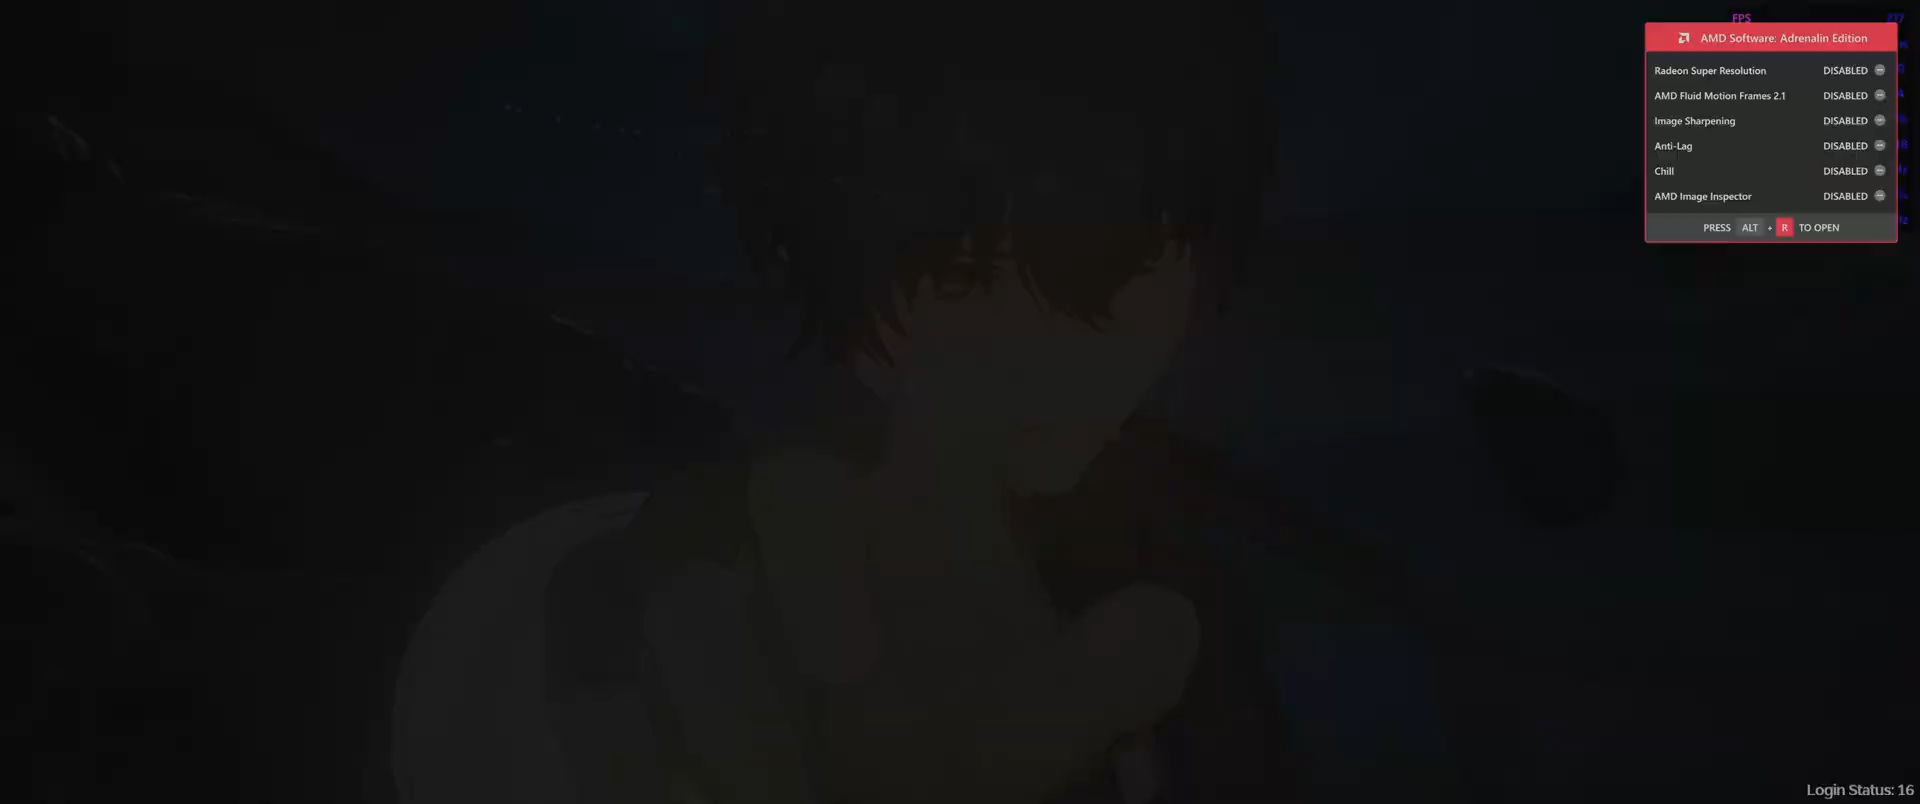 FPS 217
AMD Software: Adrenalin Edition
Radeon Super Resolution DISABLED
AMD Fluid Motion Frames 2.1 DISABLED
Image Sharpening DISABLED
Anti-Lag DISABLED
Chill DISABLED
AMD Image Inspector DISABLED
PRESS ALT + R TO OPEN
Login Status: 16